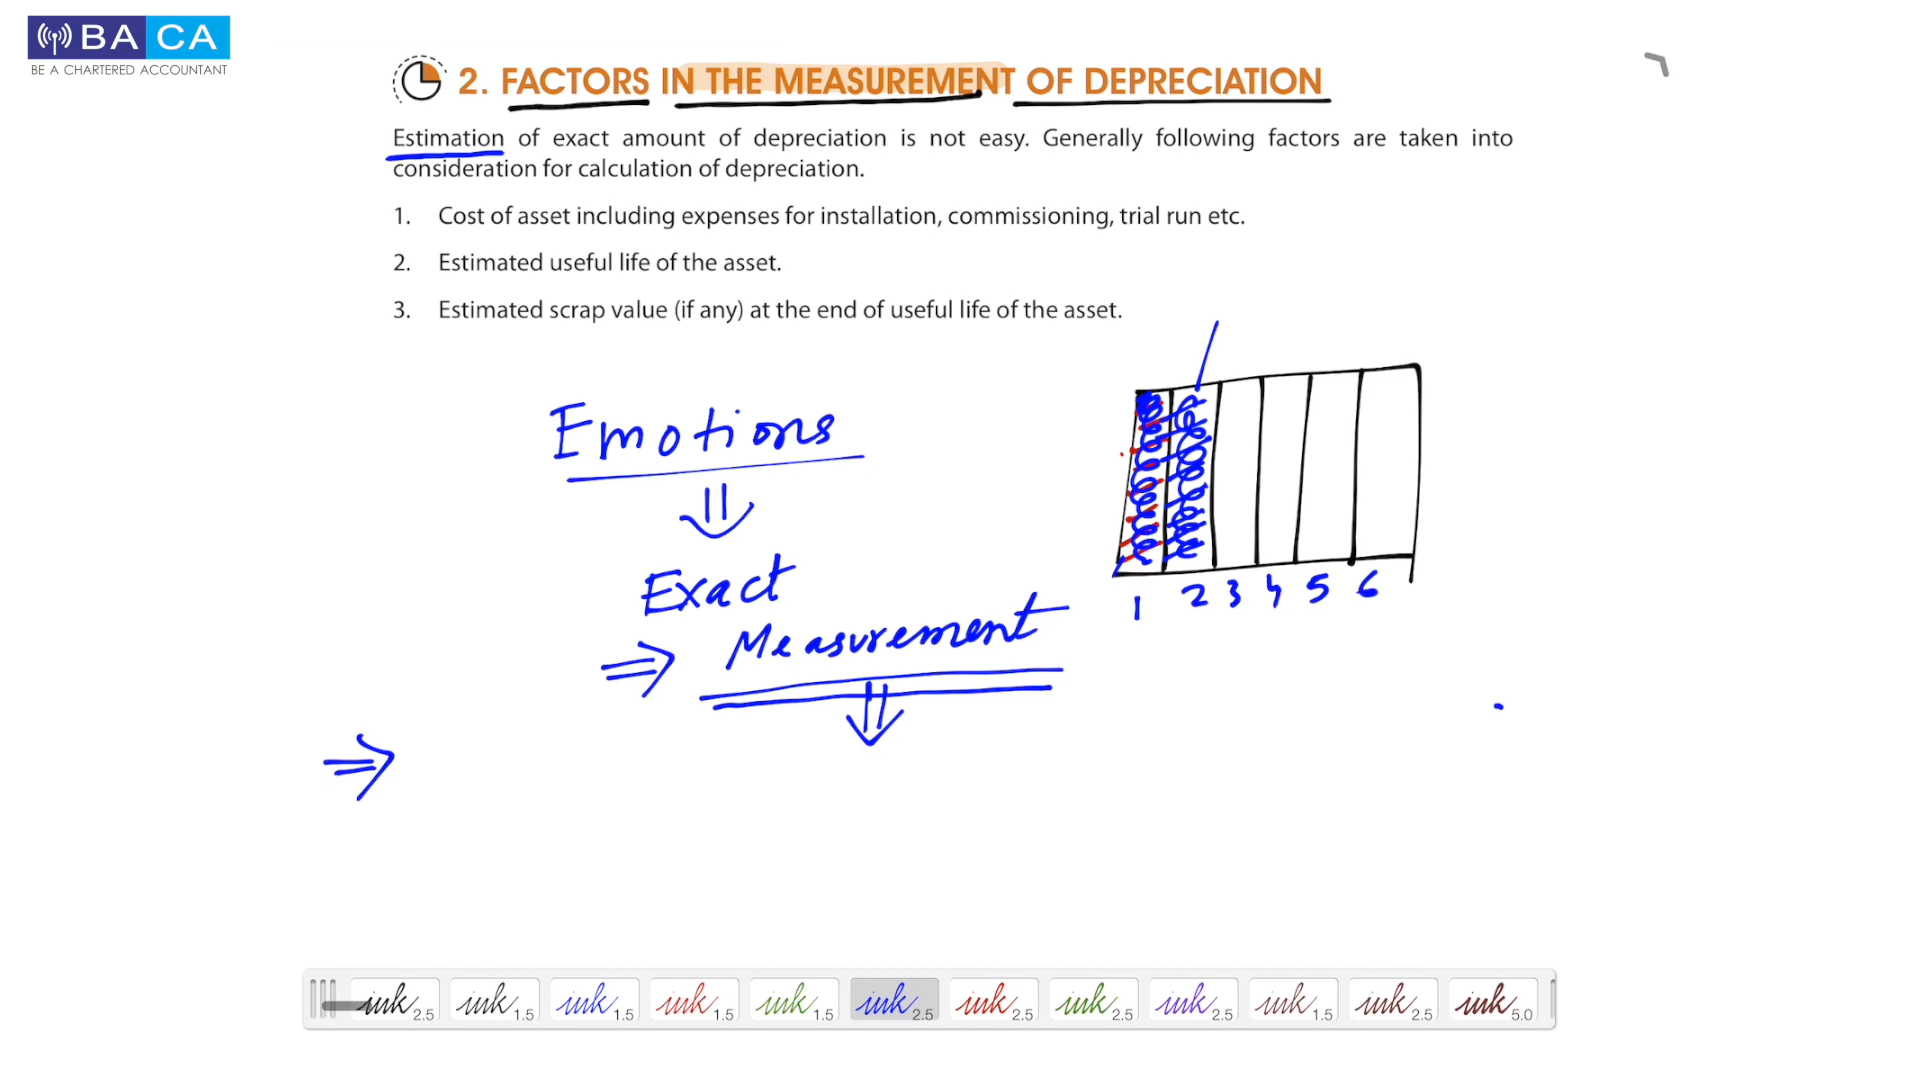 BA CA
BE A CHARTERED ACCOUNTANT
2. FACTORS IN THE MEASUREMENT OF DEPRECIATION
Estimation of exact amount of depreciation is not easy. Generally following factors are taken into
consideration for calculation of depreciation.
1. Cost of asset including expenses for installation, commissioning, trial run etc.
2. Estimated useful life of the asset.
3. Estimated scrap value (if any) at the end of useful life of the asset.
Emotions
Exact
Measurement
1 2 3 4 5 6
ink 2.5 ink 1.5 ink 1.5 ink 1.5 ink 1.5 ink 2.5 ink 2.5 ink 2.5 ink 2.5 ink 1.5 ink 2.5 ink 5.0